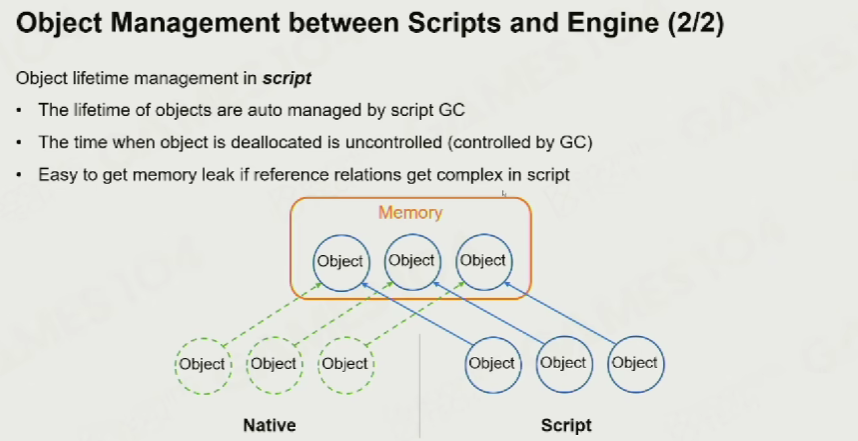 Object Management between Scripts and Engine (2/2)
Object lifetime management in script
• The lifetime of objects are auto managed by script GC
• The time when object is deallocated is uncontrolled (controlled by GC)
• Easy to get memory leak if reference relations get complex in script
Memory
Object Object Object
Object Object Object Object Object Object
Native Script